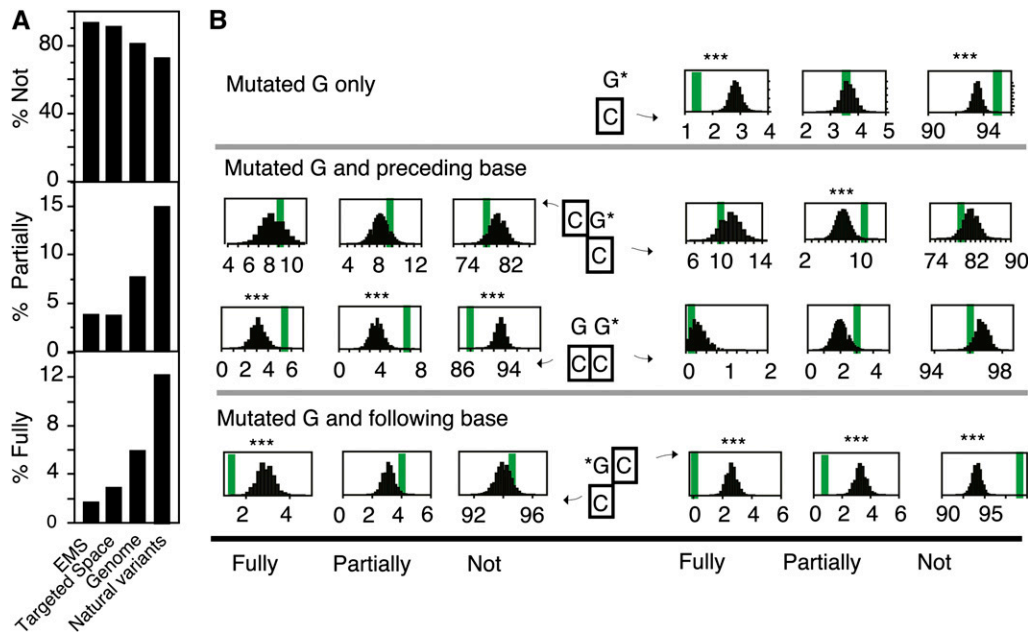 A
B
% Not
80
40
0
% Partially
15
10
5
0
% Fully
12
8
4
0
EMS
Targeted Space
Genome
Natural variants
Mutated G only
G*
C
***
***
1 2 3 4
2 3 4 5
90 94
Mutated G and preceding base
4 6 8 10
4 8 12
74 82
C G*
C
***
6 10 14
2 10
74 82 90
*** *** ***
0 2 4 6
0 4 8
86 94
G G*
C C
0 1 2
0 2 4
94 98
Mutated G and following base
***
2 4
0 2 4 6
92 96
*G C
C
*** *** ***
0 2 4 6
0 2 4 6
90 95
Fully Partially Not Fully Partially Not